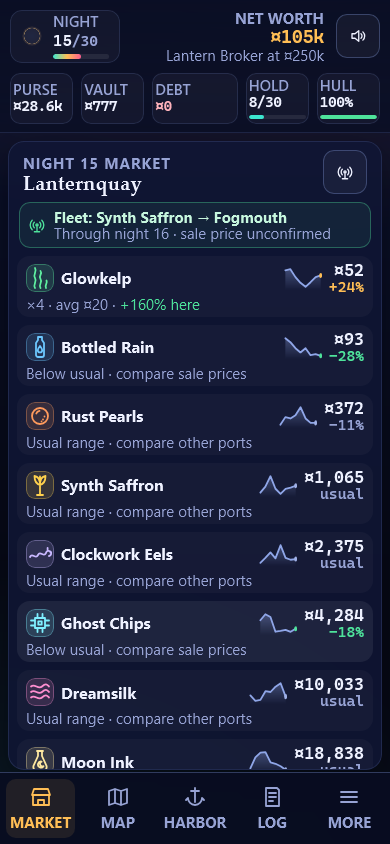 NIGHT
15/30
NET WORTH
¤105k
Lantern Broker at ¤250k
PURSE
¤28.6k
VAULT
¤777
DEBT
¤0
HOLD
8/30
HULL
100%
NIGHT 15 MARKET
Lanternquay
Fleet: Synth Saffron → Fogmouth
Through night 16 · sale price unconfirmed
Glowkelp
¤52
+24%
×4 · avg ¤20 · +160% here
Bottled Rain
¤93
−28%
Below usual · compare sale prices
Rust Pearls
¤372
−11%
Usual range · compare other ports
Synth Saffron
¤1,065
usual
Usual range · compare other ports
Clockwork Eels
¤2,375
usual
Usual range · compare other ports
Ghost Chips
¤4,284
−18%
Below usual · compare sale prices
Dreamsilk
¤10,033
usual
Usual range · compare other ports
Moon Ink
¤18,838
usual
MARKET
MAP
HARBOR
LOG
MORE